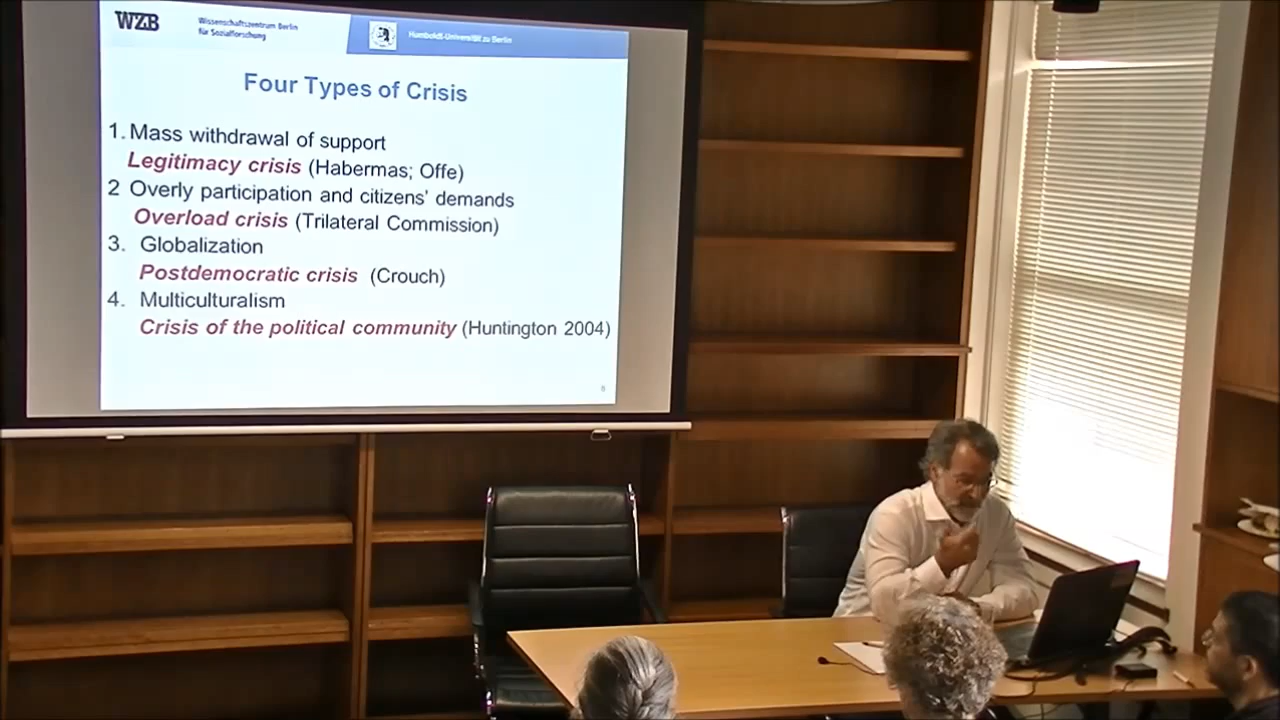 WZB
Wissenschaftszentrum Berlin
für Sozialforschung
Humboldt-Universität zu Berlin
Four Types of Crisis
1. Mass withdrawal of support
Legitimacy crisis (Habermas; Offe)
2 Overly participation and citizens' demands
Overload crisis (Trilateral Commission)
3. Globalization
Postdemocratic crisis (Crouch)
4. Multiculturalism
Crisis of the political community (Huntington 2004)